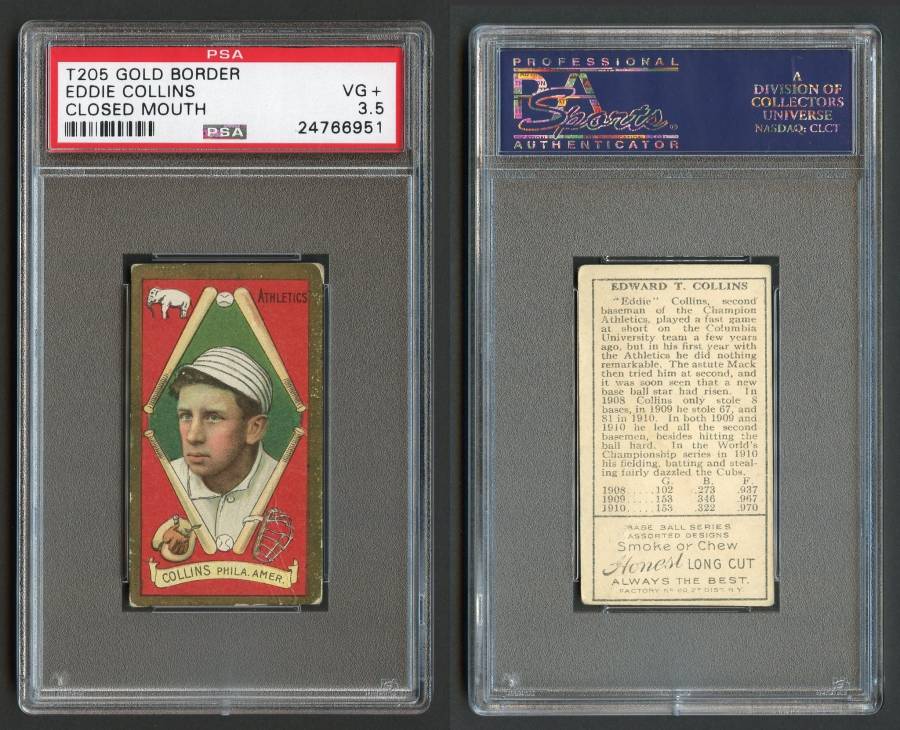 PSA
T205 GOLD BORDER
EDDIE COLLINS VG+
CLOSED MOUTH 3.5
PSA 24766951
ATHLETICS
COLLINS PHILA. AMER.
PROFESSIONAL
PSA
Sports
AUTHENTICATOR
A
DIVISION OF
COLLECTORS
UNIVERSE
NASDAQ: CLCT
EDWARD T. COLLINS
"Eddie" Collins, second
baseman of the Champion
Athletics, played a fast game
at short on the Columbia
University team a few years
ago, but in his first year with
the Athletics he did nothing
remarkable. The astute Mack
then tried him at second, and
it was soon seen that a new
base ball star had risen. In
1908 Collins only stole 8
bases, in 1909 he stole 67, and
81 in 1910. In both 1909 and
1910 he led all the second
basemen, besides hitting the
ball hard. In the World's
Championship series in 1910
his fielding, batting and steal-
ing fairly dazzled the Cubs.
G. B. F.
1908.....102 .273 .937
1909.....153 .346 .967
1910.....153 .322 .970
BASE BALL SERIES
ASSORTED DESIGNS
Smoke or Chew
Honest LONG CUT
ALWAYS THE BEST.
FACTORY Nº 60 2ᴰ DIST. N.Y.